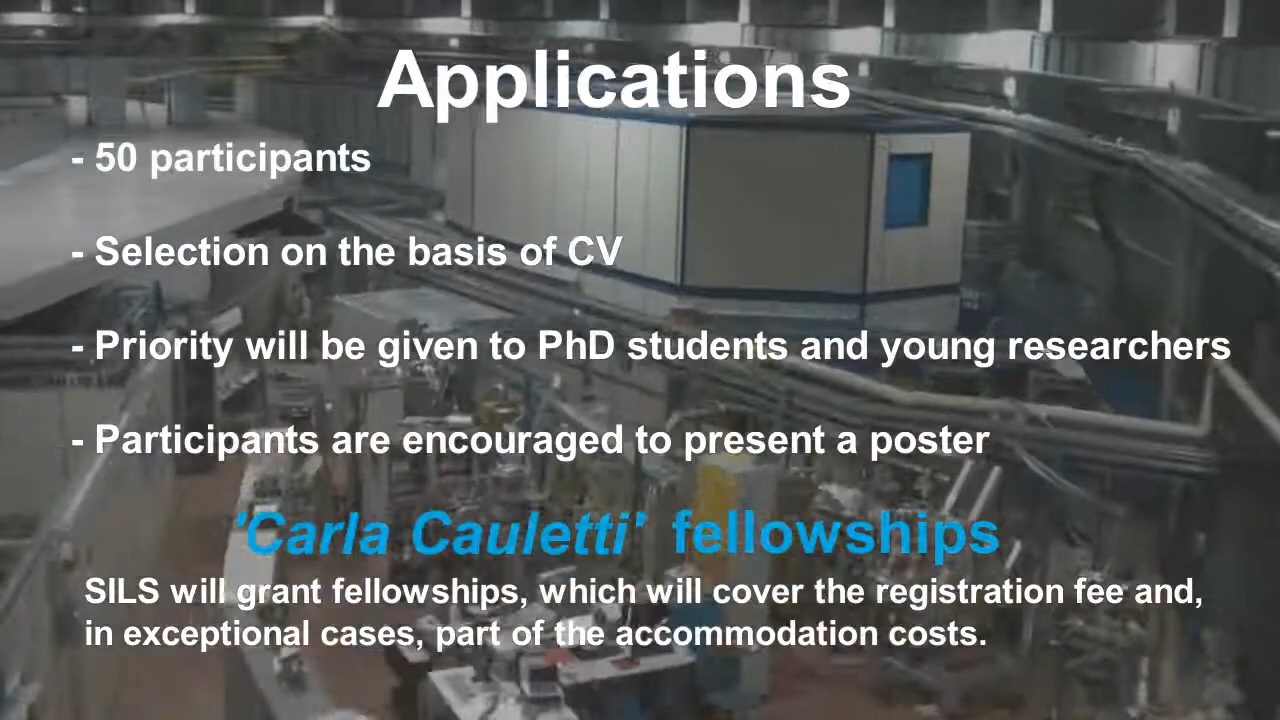 Applications
- 50 participants
- Selection on the basis of CV
- Priority will be given to PhD students and young researchers
- Participants are encouraged to present a poster
'Carla Cauletti' fellowships
SILS will grant fellowships, which will cover the registration fee and,
in exceptional cases, part of the accommodation costs.